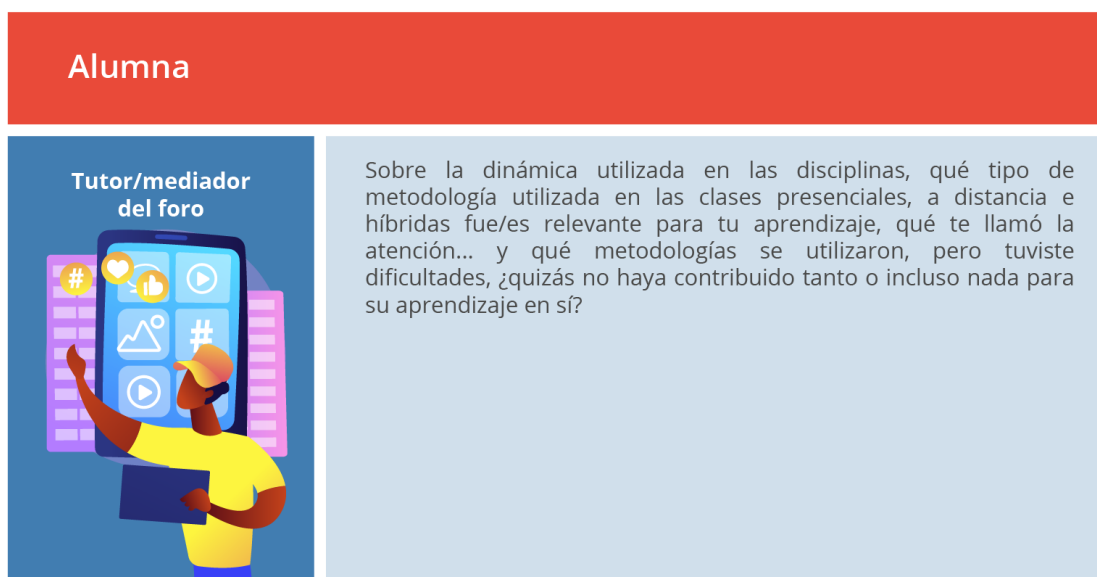 Alumna
Tutor/mediador
del foro
#
#
Sobre la dinámica utilizada en las disciplinas, qué tipo de
metodología utilizada en las clases presenciales, a distancia e
híbridas fue/es relevante para tu aprendizaje, qué te llamó la
atención... y qué metodologías se utilizaron, pero tuviste
dificultades, ¿quizás no haya contribuido tanto o incluso nada para
su aprendizaje en sí?